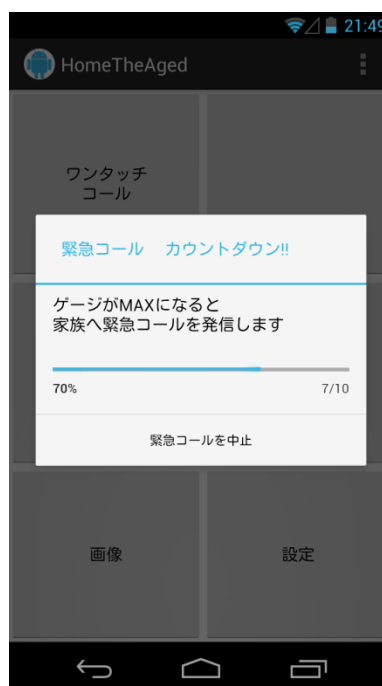 21:49
HomeTheAged
ワンタッチ
コール
緊急コール　カウントダウン!!
ゲージがMAXになると
家族へ緊急コールを発信します
70%
7/10
緊急コールを中止
画像
設定